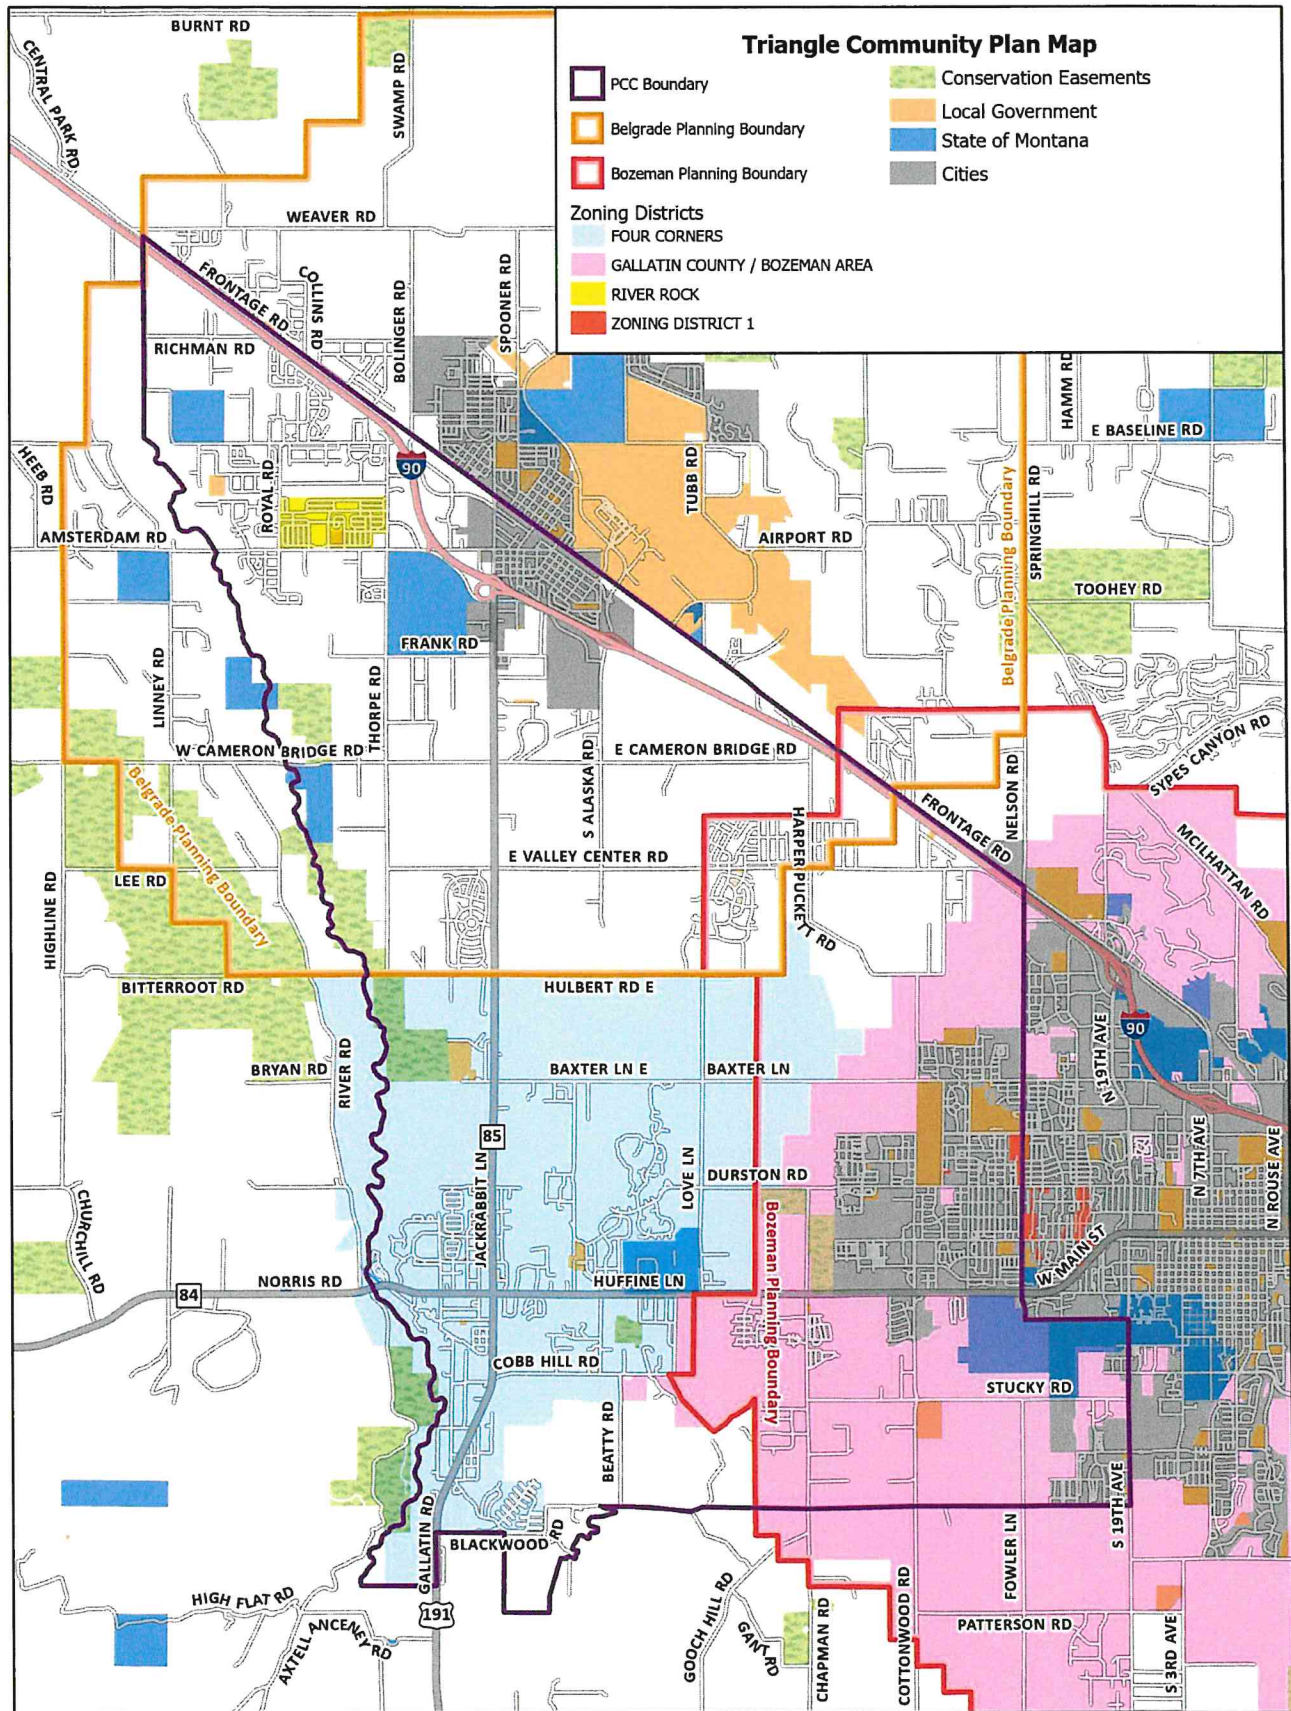 Triangle Community Plan Map
PCC Boundary
Belgrade Planning Boundary
Bozeman Planning Boundary
Zoning Districts
FOUR CORNERS
GALLATIN COUNTY / BOZEMAN AREA
RIVER ROCK
ZONING DISTRICT 1
Conservation Easements
Local Government
State of Montana
Cities
BURNT RD
CENTRAL PARK RD
SWAMP RD
WEAVER RD
FRONTAGE RD
COLLINS RD
BOLINGER RD
SPOONER RD
RICHMAN RD
HAMM RD
E BASELINE RD
HEEB RD
90
ROYAL RD
TUBB RD
Belgrade Planning Boundary
SPRINGHILL RD
AMSTERDAM RD
AIRPORT RD
TOOHEY RD
FRANK RD
LINNEY RD
THORPE RD
W CAMERON BRIDGE RD
S ALASKA RD
E CAMERON BRIDGE RD
SYPES CANYON RD
NELSON RD
Belgrade Planning Boundary
HARPER PUCKETT RD
FRONTAGE RD
MCILHATTAN RD
E VALLEY CENTER RD
LEE RD
HIGHLINE RD
BITTERROOT RD
HULBERT RD E
90
N 19TH AVE
BRYAN RD
RIVER RD
BAXTER LN E
BAXTER LN
85
N 7TH AVE
N ROUSE AVE
JACKRABBIT LN
LOVE LN
DURSTON RD
CHURCHILL RD
Bozeman Planning Boundary
W MAIN ST
NORRIS RD
84
HUFFINE LN
COBB HILL RD
STUCKY RD
BEATTY RD
S 19TH AVE
GALLATIN RD
BLACKWOOD RD
FOWLER LN
HIGH FLAT RD
191
AXTELL ANCENEY RD
GOOCH HILL RD
GANT RD
CHAPMAN RD
COTTONWOOD RD
PATTERSON RD
S 3RD AVE